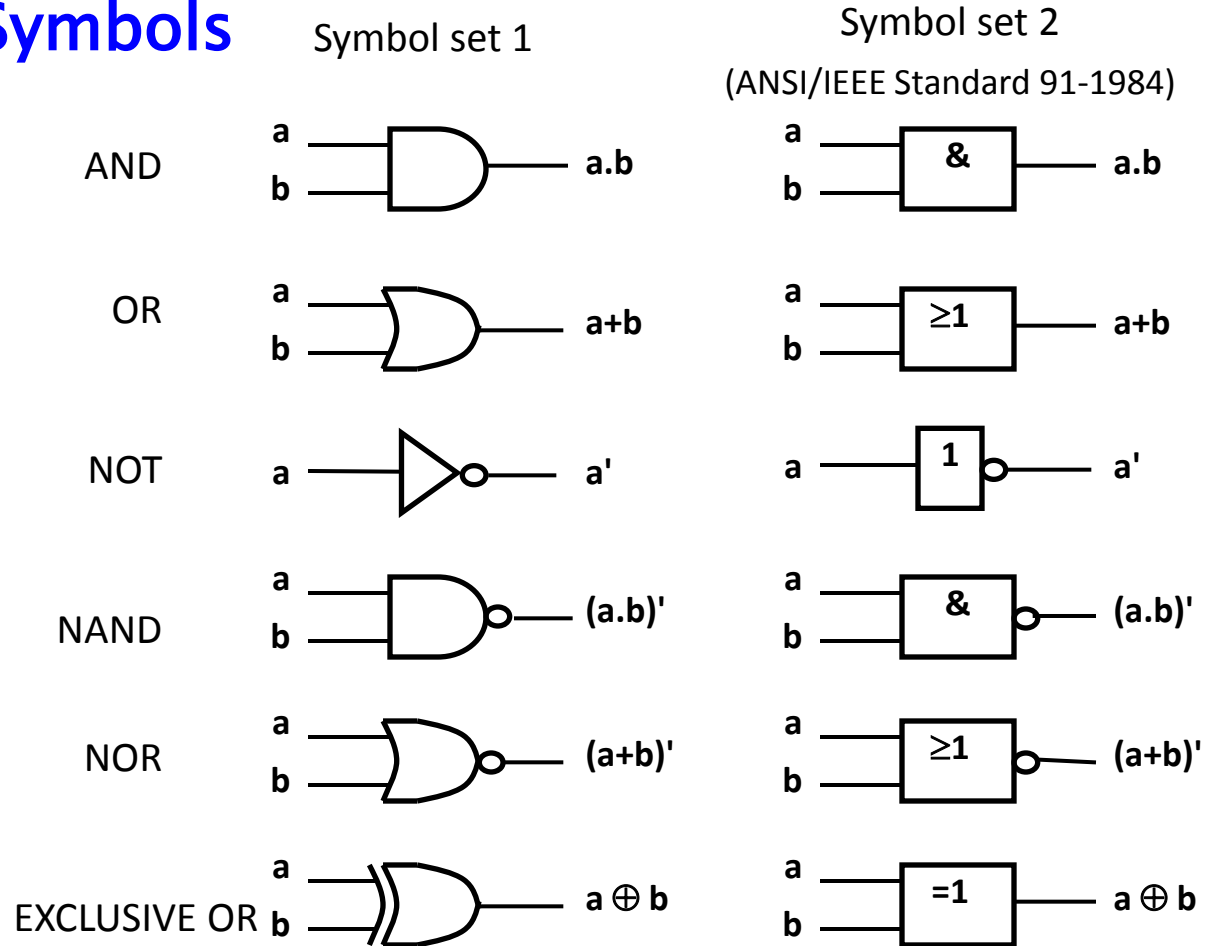 Symbols
Symbol set 1
Symbol set 2
(ANSI/IEEE Standard 91-1984)
AND
a
b
a.b
a
b
&
a.b
OR
a
b
a+b
a
b
≥1
a+b
NOT
a
a'
a
1
a'
NAND
a
b
(a.b)'
a
b
&
(a.b)'
NOR
a
b
(a+b)'
a
b
≥1
(a+b)'
EXCLUSIVE OR
a
b
a ⊕ b
a
b
=1
a ⊕ b